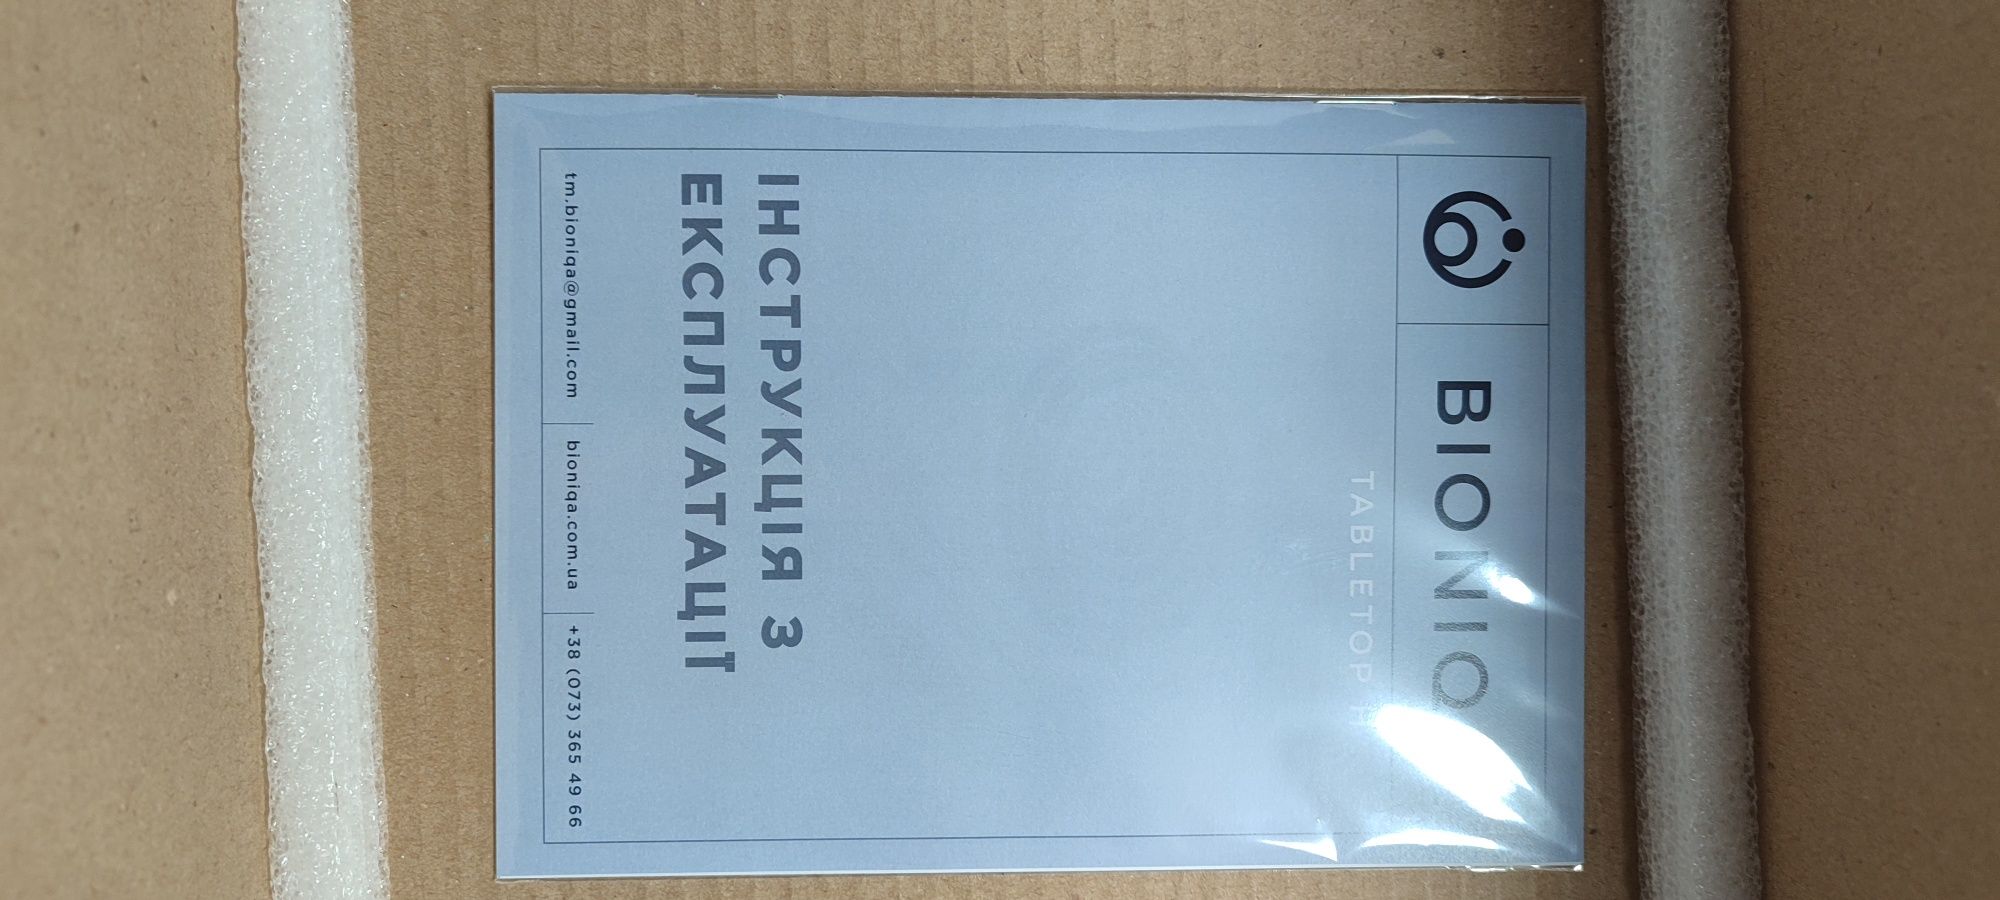 BIONIQ
TABLETOP
ІНСТРУКЦІЯ З
ЕКСПЛУАТАЦІЇ
tm.bioniqa@gmail.com
bioniqa.com.ua
+38 (073) 365 49 66